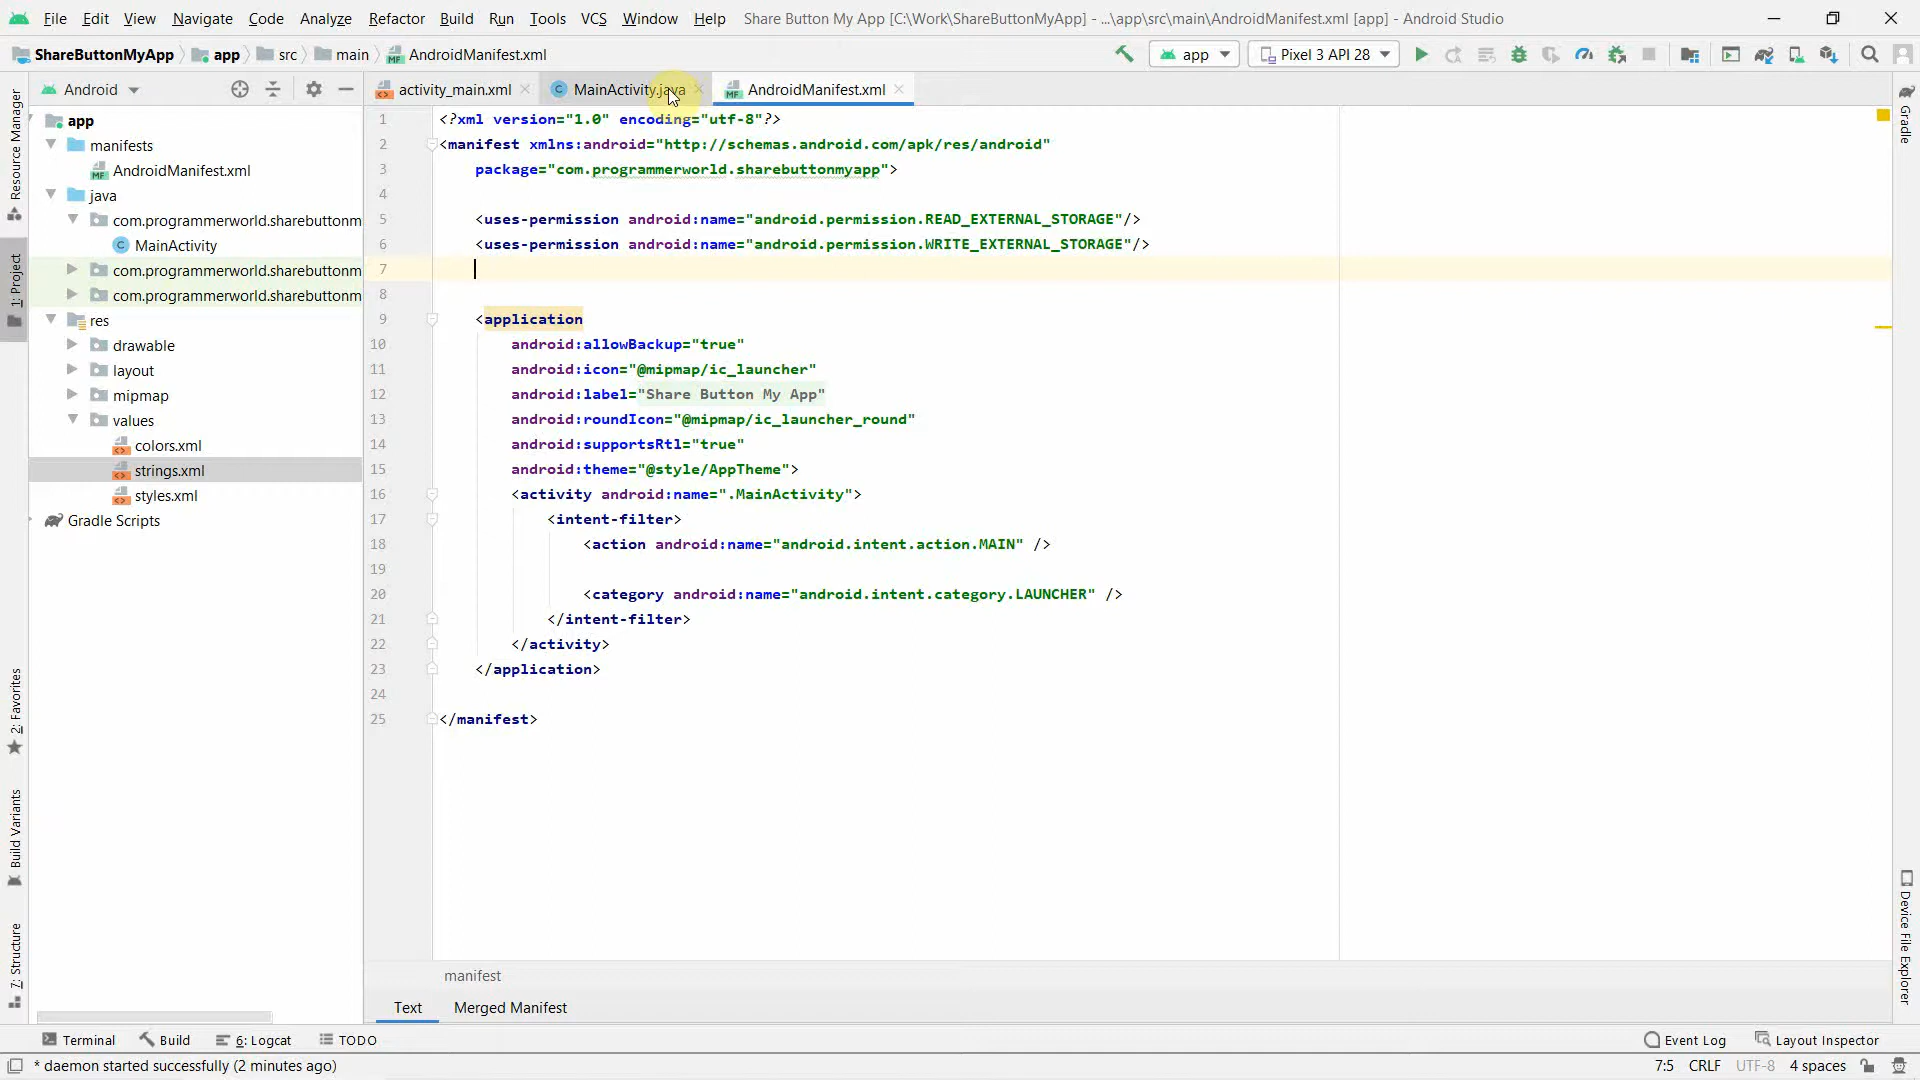 File Edit View Navigate Code Analyze Refactor Build Run Tools VCS Window Help Share Button My App [C:\Work\ShareButtonMyApp] - ...\app\src\main\AndroidManifest.xml [app] - Android Studio
ShareButtonMyApp app src main AndroidManifest.xml app Pixel 3 API 28
Android activity_main.xml MainActivity.java AndroidManifest.xml
Resource Manager
1: Project
2: Favorites
Build Variants
7: Structure
app
manifests
AndroidManifest.xml
java
com.programmerworld.sharebuttonm
MainActivity
com.programmerworld.sharebuttonm
com.programmerworld.sharebuttonm
res
drawable
layout
mipmap
values
colors.xml
strings.xml
styles.xml
Gradle Scripts
1 <?xml version="1.0" encoding="utf-8"?>
2 <manifest xmlns:android="http://schemas.android.com/apk/res/android"
3 package="com.programmerworld.sharebuttonmyapp">
4
5 <uses-permission android:name="android.permission.READ_EXTERNAL_STORAGE"/>
6 <uses-permission android:name="android.permission.WRITE_EXTERNAL_STORAGE"/>
7
8
9 <application
10 android:allowBackup="true"
11 android:icon="@mipmap/ic_launcher"
12 android:label="Share Button My App"
13 android:roundIcon="@mipmap/ic_launcher_round"
14 android:supportsRtl="true"
15 android:theme="@style/AppTheme">
16 <activity android:name=".MainActivity">
17 <intent-filter>
18 <action android:name="android.intent.action.MAIN" />
19
20 <category android:name="android.intent.category.LAUNCHER" />
21 </intent-filter>
22 </activity>
23 </application>
24
25 </manifest>
manifest
Text Merged Manifest
Gradle
Device File Explorer
Terminal Build 6: Logcat TODO Event Log Layout Inspector
* daemon started successfully (2 minutes ago) 7:5 CRLF UTF-8 4 spaces